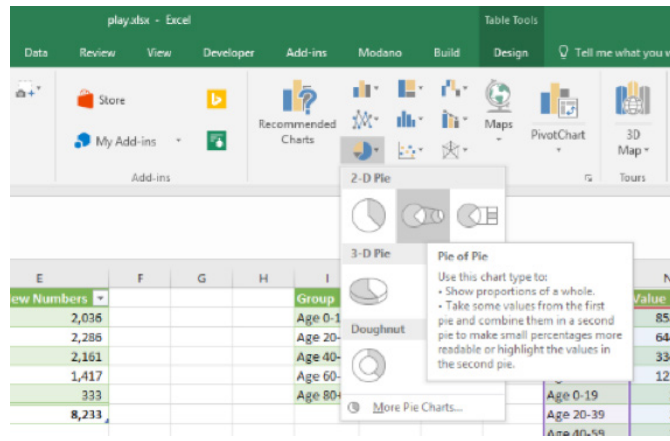 play.xlsx - Excel
Table Tools
Data Review View Developer Add-ins Modano Build Design Tell me what you
Store
My Add-ins
Add-ins
Recommended
Charts
Maps
PivotChart
3D
Map
Tours
2-D Pie
3-D Pie
Doughnut
More Pie Charts...
Pie of Pie
Use this chart type to:
• Show proportions of a whole.
• Take some values from the first
pie and combine them in a second
pie to make small percentages more
readable or highlight the values in
the second pie.
E F G H I N
ew Numbers Group Value
2,036 Age 0-1 85
2,286 Age 20- 64
2,161 Age 40- 33
1,417 Age 60- 12
333 Age 80+ Age 0-19
8,233 Age 20-39
Age 40-59